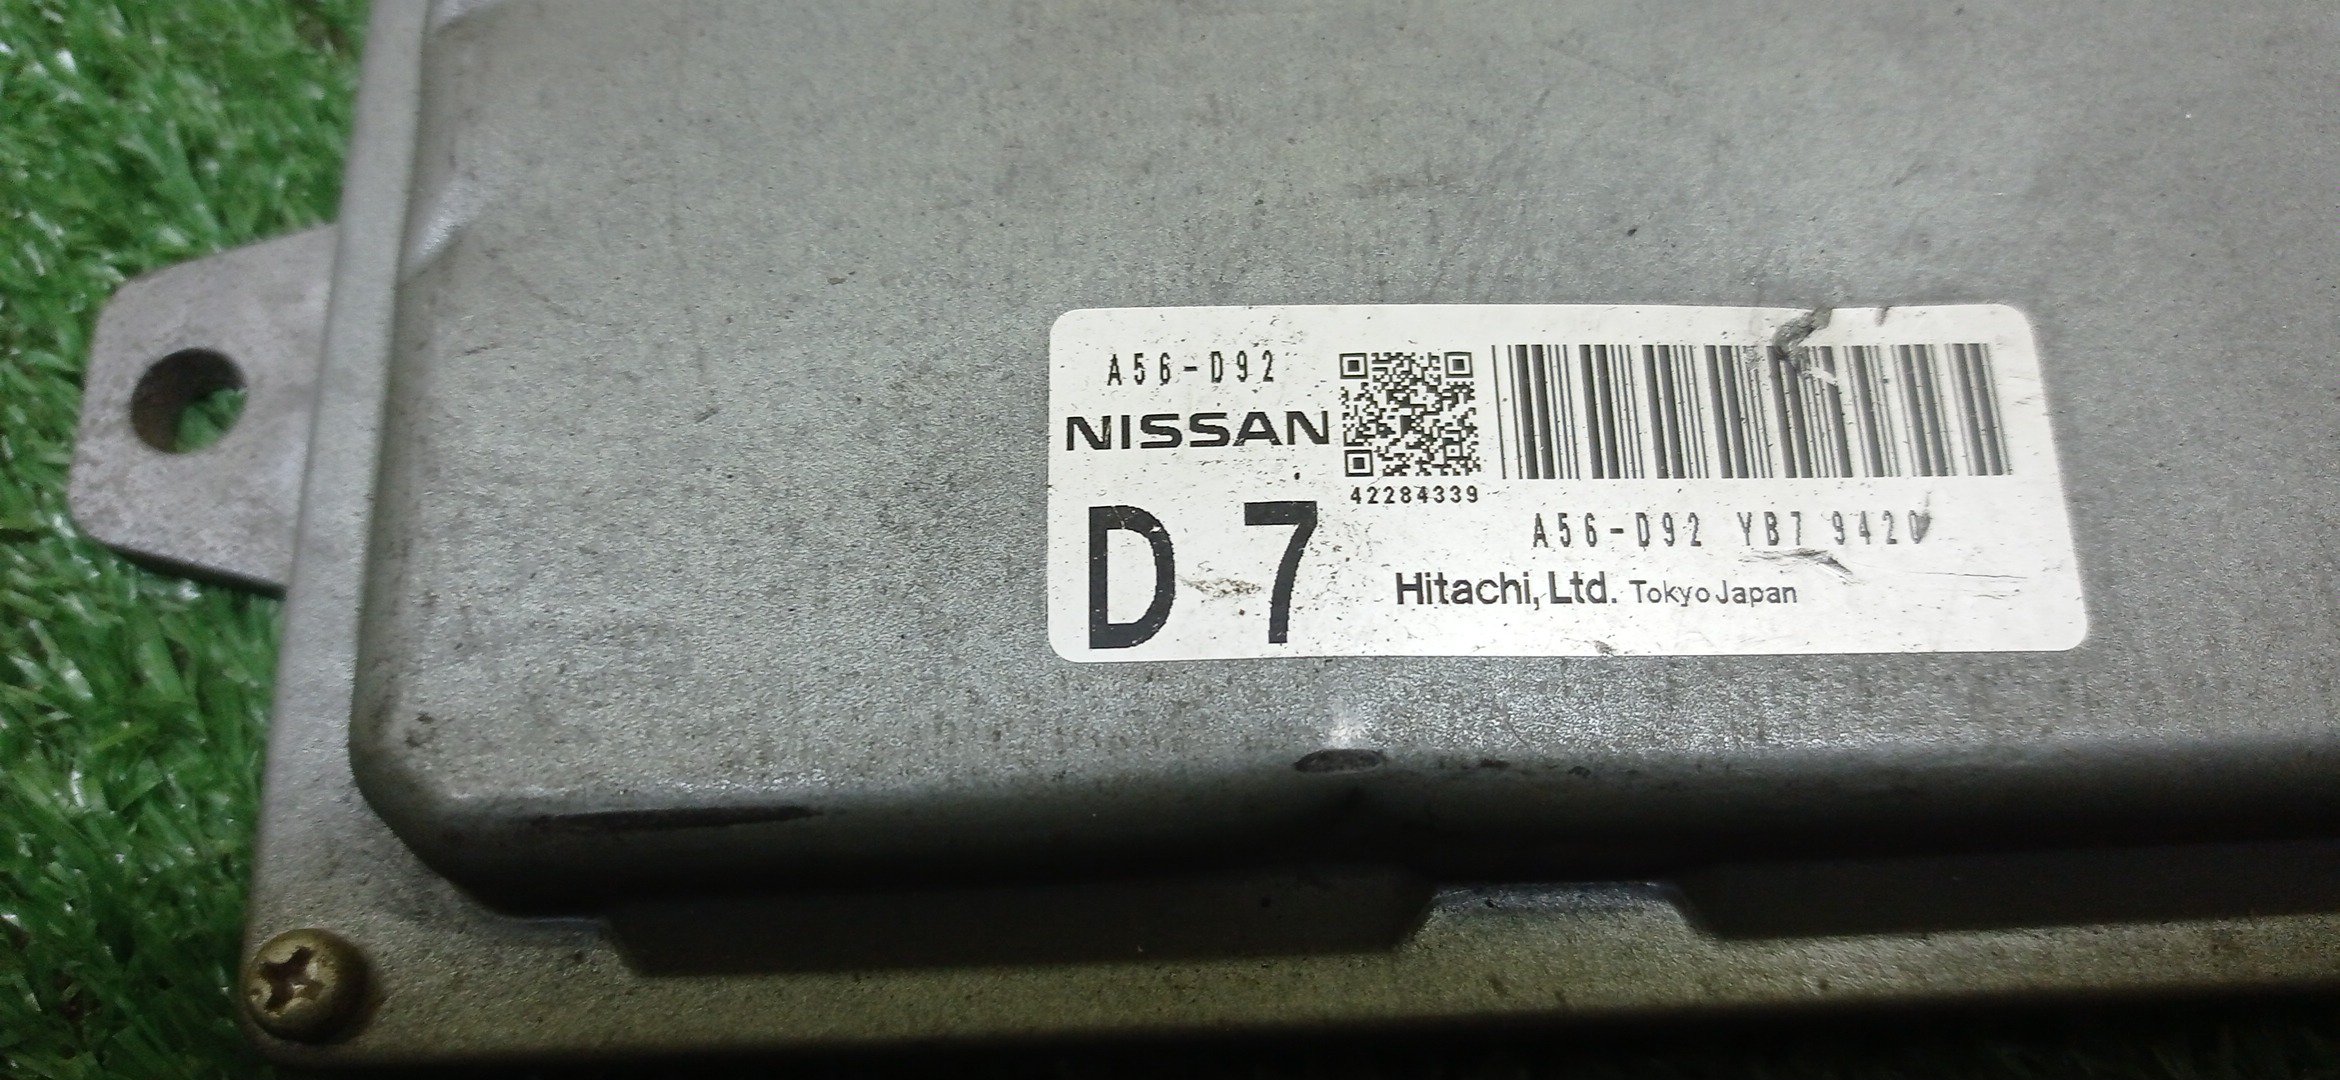 A56-D92
NISSAN
42284339
D 7
A56-D92 YB7 9420
Hitachi, Ltd. Tokyo Japan